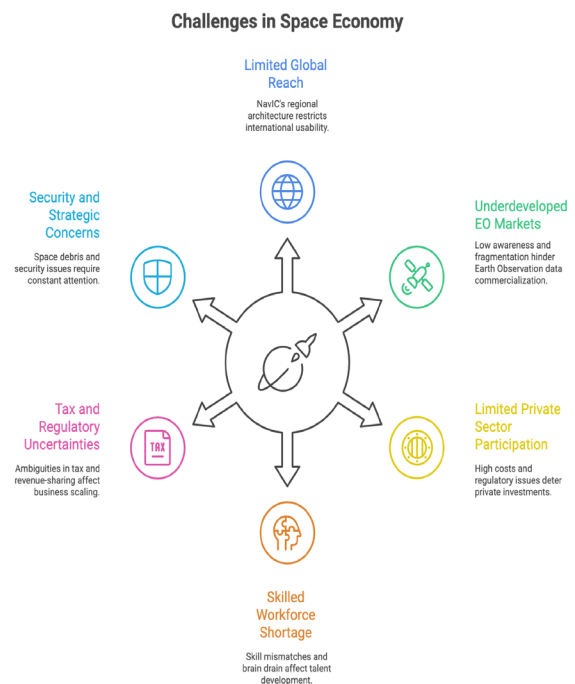 Challenges in Space Economy
Limited Global
Reach
NavIC's regional
architecture restricts
international usability.
Security and
Strategic
Concerns
Space debris and
security issues require
constant attention.
Underdeveloped
EO Markets
Low awareness and
fragmentation hinder
Earth Observation data
commercialization.
Tax and
Regulatory
Uncertainties
Ambiguities in tax and
revenue-sharing affect
business scaling.
TAX
Limited Private
Sector
Participation
High costs and
regulatory issues deter
private investments.
Skilled
Workforce
Shortage
Skill mismatches and
brain drain affect talent
development.